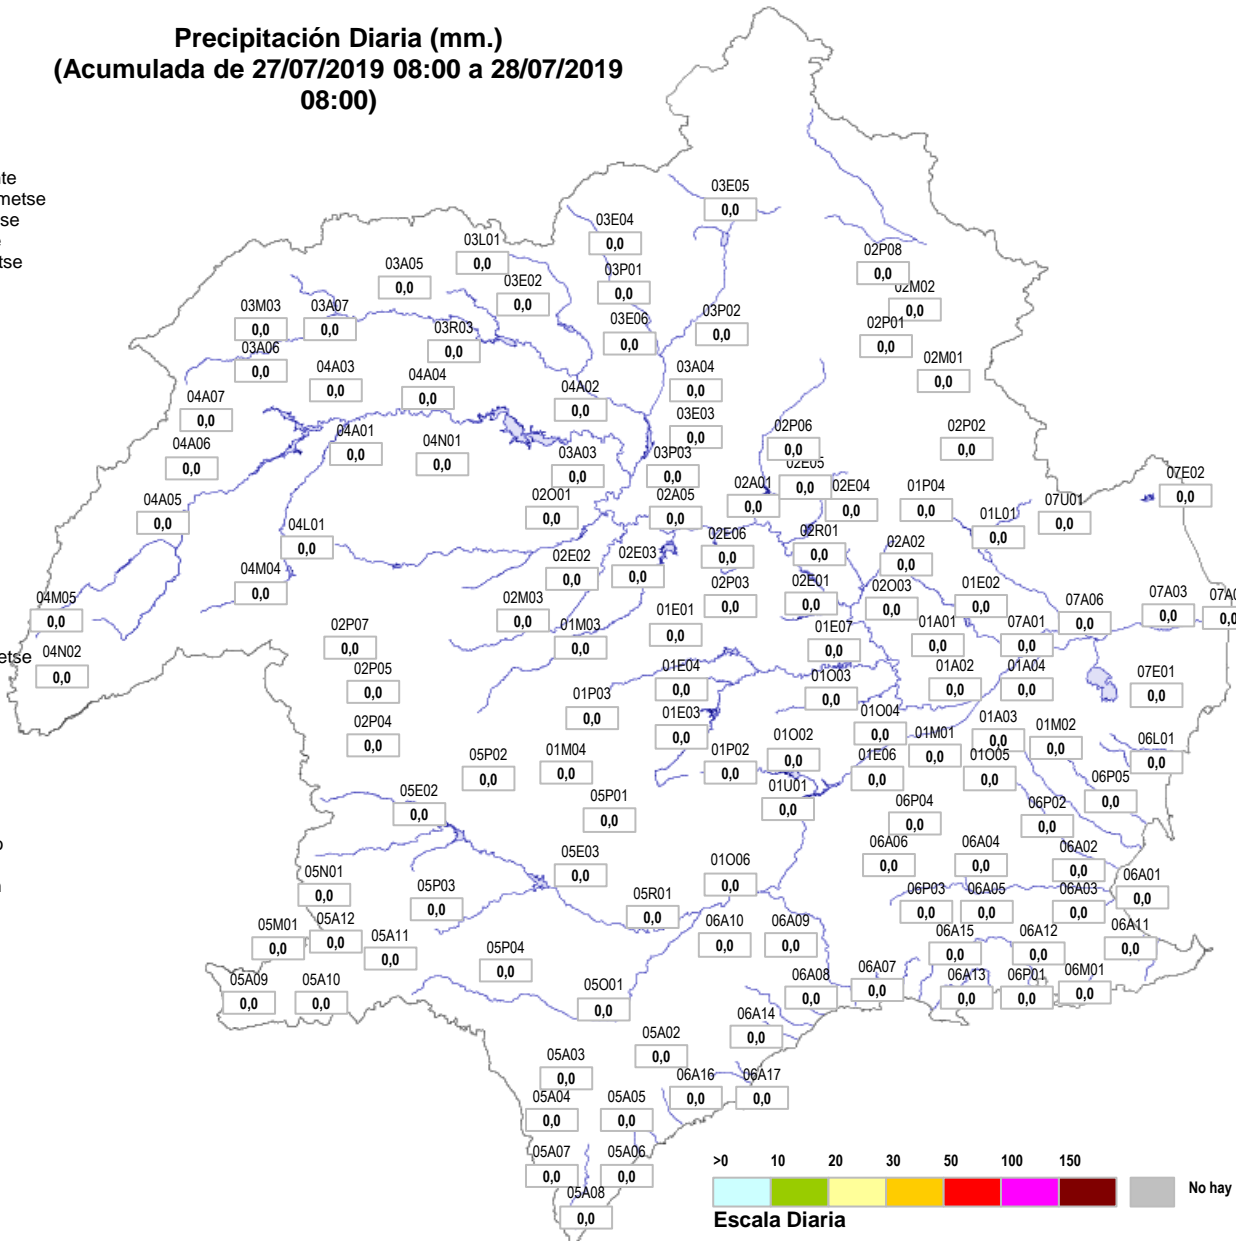 Precipitación Diaria (mm.)
(Acumulada de 27/07/2019 08:00 a 28/07/2019
08:00)
03E05
0,0
03E04
0,0
03L01
0,0
02P08
0,0
03A05
0,0
03P01
0,0
03E02
0,0
02M02
0,0
03M03
0,0
03A07
0,0
03P02
0,0
03E06
0,0
03R03
0,0
02P01
0,0
03A06
0,0
02M01
0,0
04A03
0,0
03A04
0,0
04A04
0,0
04A02
0,0
04A07
0,0
03E03
0,0
04A01
0,0
02P06
0,0
02P02
0,0
04N01
0,0
04A06
0,0
03A03
0,0
03P03
0,0
02E05
0,0
07E02
0,0
02A01
0,0
02E04
0,0
01P04
0,0
02O01
0,0
02A05
0,0
04A05
0,0
07U01
0,0
01L01
0,0
04L01
0,0
02E06
0,0
02R01
0,0
02A02
0,0
02E02
0,0
02E03
0,0
04M04
0,0
02P03
0,0
02E01
0,0
02O03
0,0
01E02
0,0
04M05
0,0
02M03
0,0
07A06
0,0
07A03
0,0
07A0
0,0
01E01
0,0
01M03
0,0
02P07
0,0
01E07
0,0
01A01
0,0
07A01
0,0
etse
04N02
0,0
02P05
0,0
01E04
0,0
01O03
0,0
01A02
0,0
01A04
0,0
07E01
0,0
01P03
0,0
01E03
0,0
01O04
0,0
01A03
0,0
01M02
0,0
02P04
0,0
01M01
0,0
06L01
0,0
05P02
0,0
01M04
0,0
01P02
0,0
01O02
0,0
01E06
0,0
01O05
0,0
05E02
0,0
05P01
0,0
01U01
0,0
06P05
0,0
06P04
0,0
06P02
0,0
05E03
0,0
01O06
0,0
06A06
0,0
06A04
0,0
06A02
0,0
05N01
0,0
05P03
0,0
05R01
0,0
06P03
0,0
06A05
0,0
06A03
0,0
06A01
0,0
05M01
0,0
05A12
0,0
05A11
0,0
06A10
0,0
06A09
0,0
06A15
0,0
06A12
0,0
06A11
0,0
05P04
0,0
05A09
0,0
05A10
0,0
05O01
0,0
06A08
0,0
06A07
0,0
06A13
0,0
06P01
0,0
06M01
0,0
06A14
0,0
05A02
0,0
05A03
0,0
06A16
0,0
06A17
0,0
05A04
0,0
05A05
0,0
05A07
0,0
05A06
0,0
05A08
0,0
>0 10 20 30 50 100 150
No hay
Escala Diaria